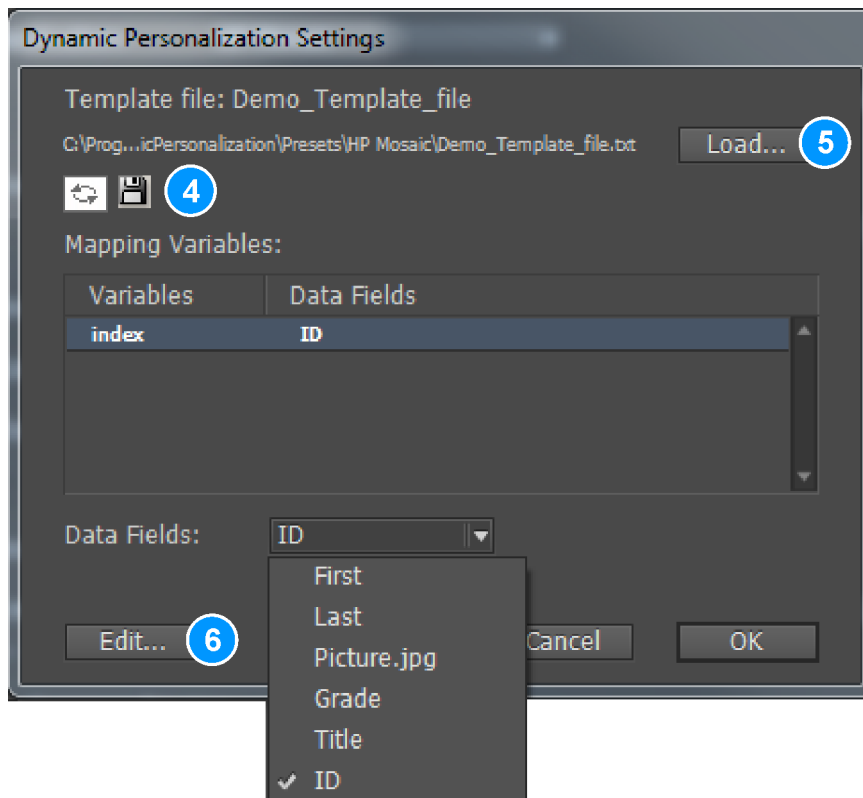 Dynamic Personalization Settings
Template file: Demo_Template_file
C:\Prog...icPersonalization\Presets\HP Mosaic\Demo_Template_file.txt
Load... 5
4
Mapping Variables:
Variables Data Fields
index ID
Data Fields: ID
First
Last
Picture.jpg
Grade
Title
ID
Edit... 6 Cancel OK